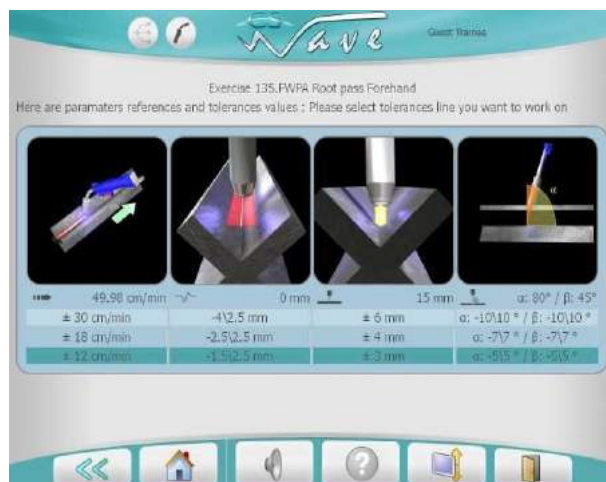 CS
Wave
Guest Trainee
Exercise 135.FWPA Root pass Forehand
Here are paramaters references and tolerances values : Please select tolerances line you want to work on
α
49.98 cm/min 0 mm 15 mm α: 80° / β: 45°
± 30 cm/min -4\2.5 mm ± 6 mm α: -10\10 ° / β: -10\10 °
± 18 cm/min -2.5\2.5 mm ± 4 mm α: -7\7 ° / β: -7\7 °
± 12 cm/min -1.5\2.5 mm ± 3 mm α: -5\5 ° / β: -5\5 °
?